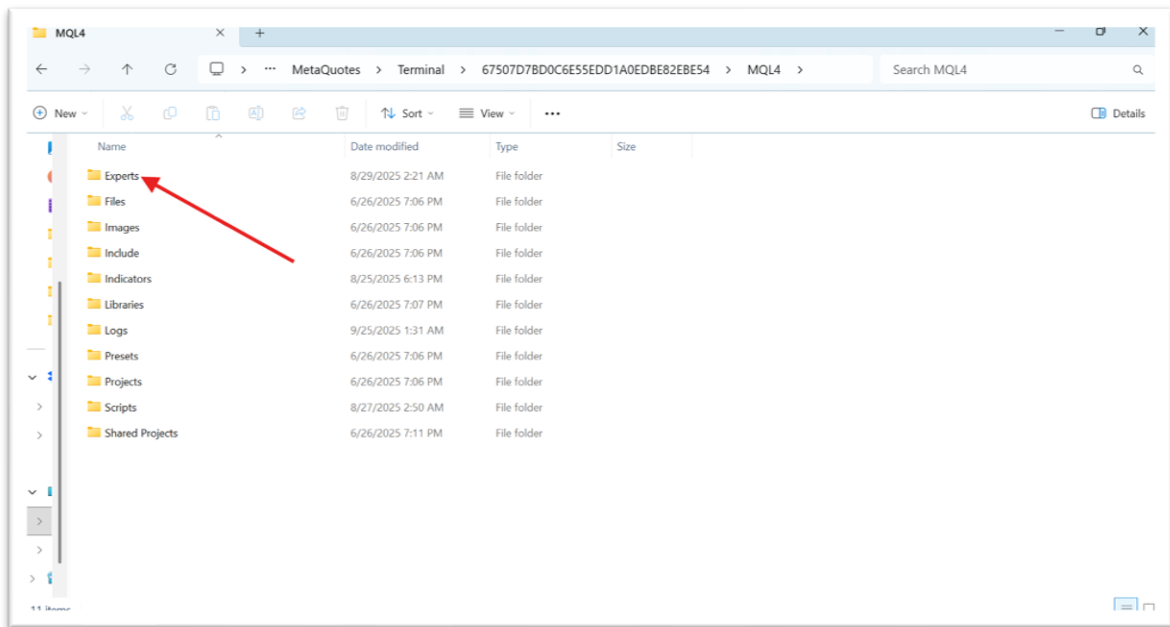 MQL4
MetaQuotes > Terminal > 67507D7BD0C6E55EDD1A0EDBE82EBE54 > MQL4 >
Search MQL4
New
Sort
View
Details
Name Date modified Type Size
Experts 8/29/2025 2:21 AM File folder
Files 6/26/2025 7:06 PM File folder
Images 6/26/2025 7:06 PM File folder
Include 6/26/2025 7:06 PM File folder
Indicators 8/25/2025 6:13 PM File folder
Libraries 6/26/2025 7:07 PM File folder
Logs 9/25/2025 1:31 AM File folder
Presets 6/26/2025 7:06 PM File folder
Projects 6/26/2025 7:06 PM File folder
Scripts 8/27/2025 2:50 AM File folder
Shared Projects 6/26/2025 7:11 PM File folder
11 items